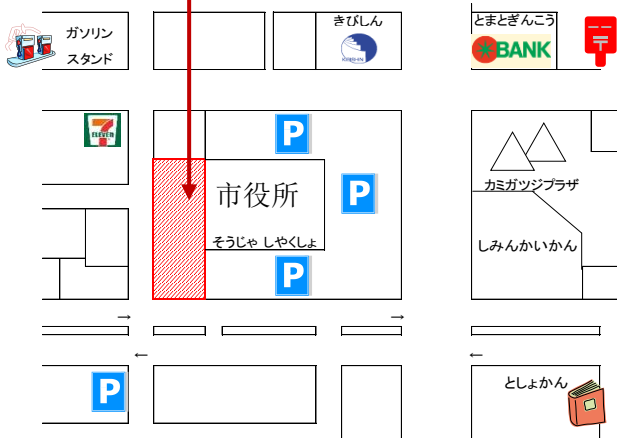 ガソリン
スタンド
きびしん
KIBISHIN
とまとぎんこう
BANK
〒
7
ELEVEN
P
市役所
P
そうじゃ しやくしょ
P
カミガツジプラザ
しみんかいかん
→
→
←
←
P
としょかん